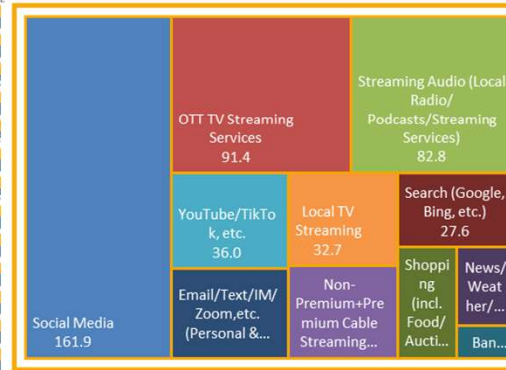 OTT TV Streaming
Services
91.4
Streaming Audio (Local
Radio/
Podcasts/Streaming
Services)
82.8
YouTube/TikTo
k, etc.
36.0
Local TV
Streaming
32.7
Search (Google,
Bing, etc.)
27.6
Email/Text/IM/
Zoom,etc.
(Personal &...
Non-
Premium+Pre
mium Cable
Streaming...
Shoppi
ng
(incl.
Food/
Aucti...
News/
Weat
her/...
Ban...
Social Media
161.9